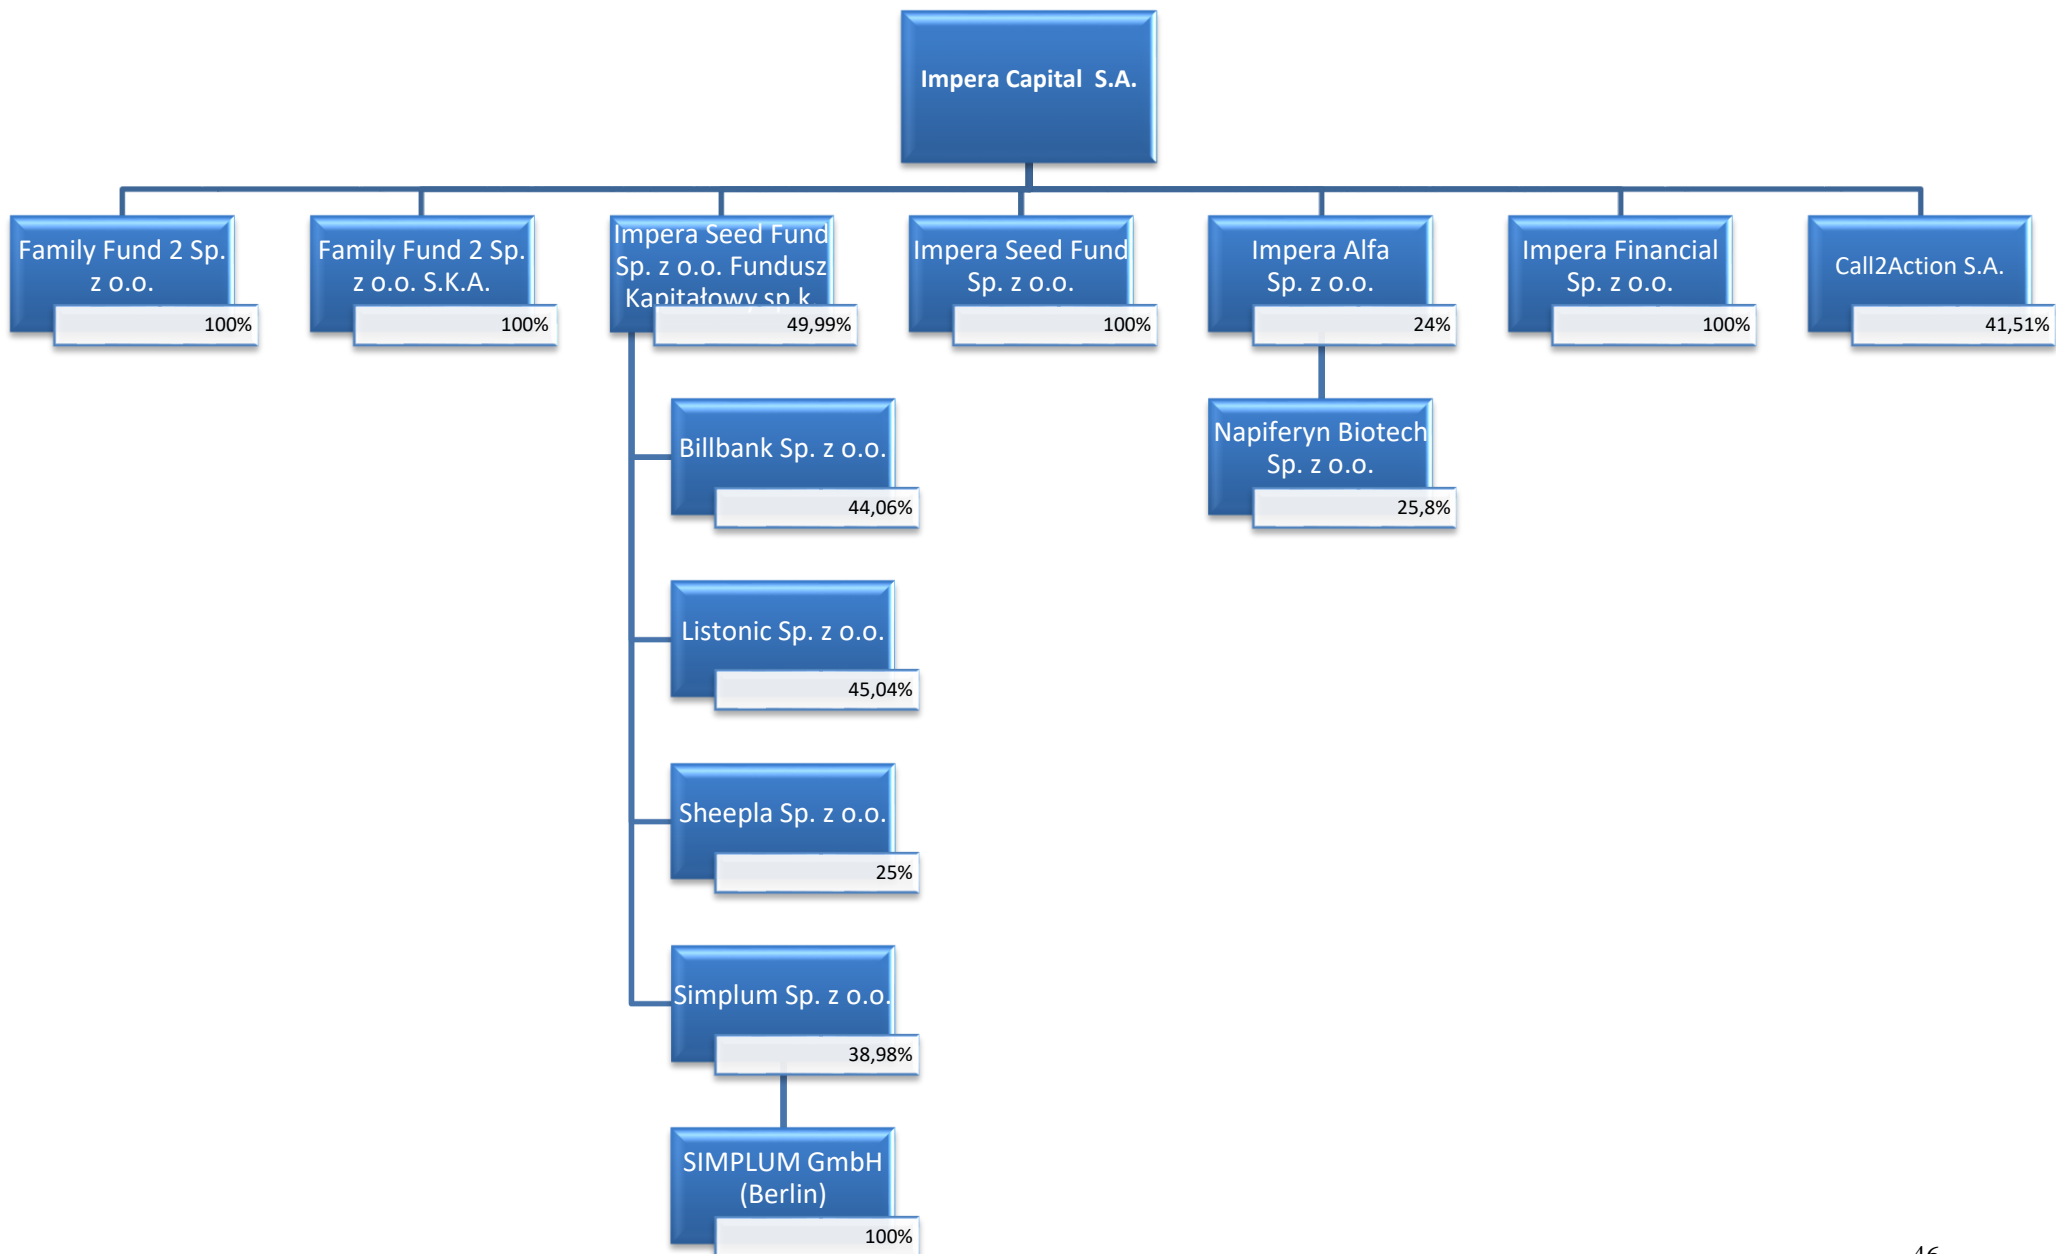 Impera Capital  S.A.
Family Fund 2 Sp.
z o.o.
100%
Family Fund 2 Sp.
z o.o. S.K.A.
100%
Impera Seed Fund
Sp. z o.o. Fundusz
Kapitałowy sp.k.
49,99%
Impera Seed Fund
Sp. z o.o.
100%
Impera Alfa
Sp. z o.o.
24%
Impera Financial
Sp. z o.o.
100%
Call2Action S.A.
41,51%
Billbank Sp. z o.o.
44,06%
Napiferyn Biotech
Sp. z o.o.
25,8%
Listonic Sp. z o.o.
45,04%
Sheepla Sp. z o.o.
25%
Simplum Sp. z o.o.
38,98%
SIMPLUM GmbH
(Berlin)
100%
46